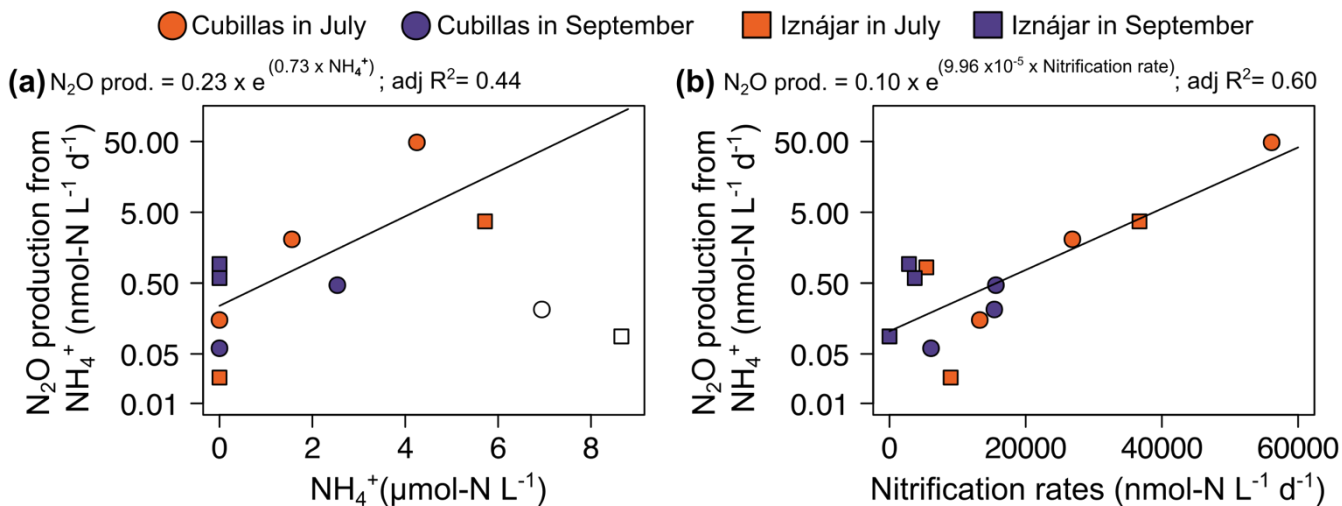 Cubillas in July Cubillas in September Iznájar in July Iznájar in September
(a) N₂O prod. = 0.23 x e^(0.73 x NH₄⁺) ; adj R²= 0.44
N₂O production from
NH₄⁺ (nmol-N L⁻¹ d⁻¹)
50.00
5.00
0.50
0.05
0.01
0 2 4 6 8
NH₄⁺(µmol-N L⁻¹)
(b) N₂O prod. = 0.10 x e^(9.96 x10⁻⁵ x Nitrification rate); adj R²= 0.60
N₂O production from
NH₄⁺ (nmol-N L⁻¹ d⁻¹)
50.00
5.00
0.50
0.05
0.01
0 20000 40000 60000
Nitrification rates (nmol-N L⁻¹ d⁻¹)